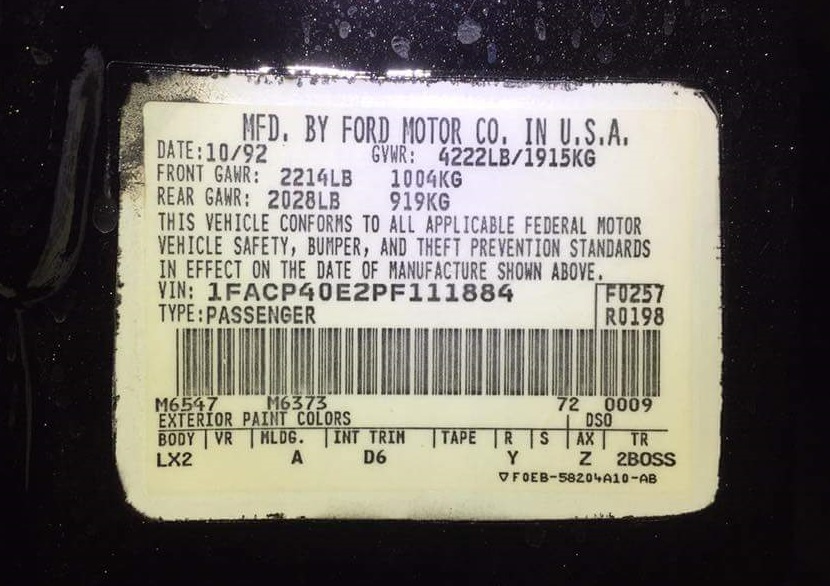 MFD. BY FORD MOTOR CO. IN U.S.A.
DATE:10/92 GVWR: 4222LB/1915KG
FRONT GAWR: 2214LB 1004KG
REAR GAWR: 2028LB 919KG
THIS VEHICLE CONFORMS TO ALL APPLICABLE FEDERAL MOTOR
VEHICLE SAFETY, BUMPER, AND THEFT PREVENTION STANDARDS
IN EFFECT ON THE DATE OF MANUFACTURE SHOWN ABOVE.
VIN: 1FACP40E2PF111884 F0257
TYPE:PASSENGER R0198
M6547 M6373 72 0009
EXTERIOR PAINT COLORS DSO
BODY VR MLDG. INT TRIM TAPE R S AX TR
LX2 A D6 Y Z 2BOSS
▽F0EB-58204A10-AB